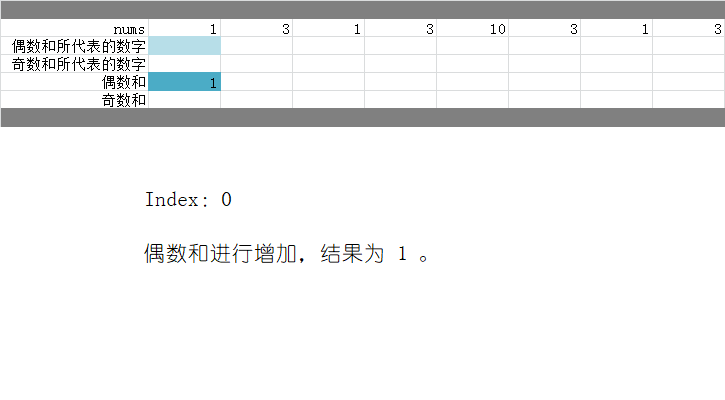 nums 1 3 1 3 10 3 1 3
偶数和所代表的数字
奇数和所代表的数字
偶数和 1
奇数和
Index: 0
偶数和进行增加，结果为 1 。